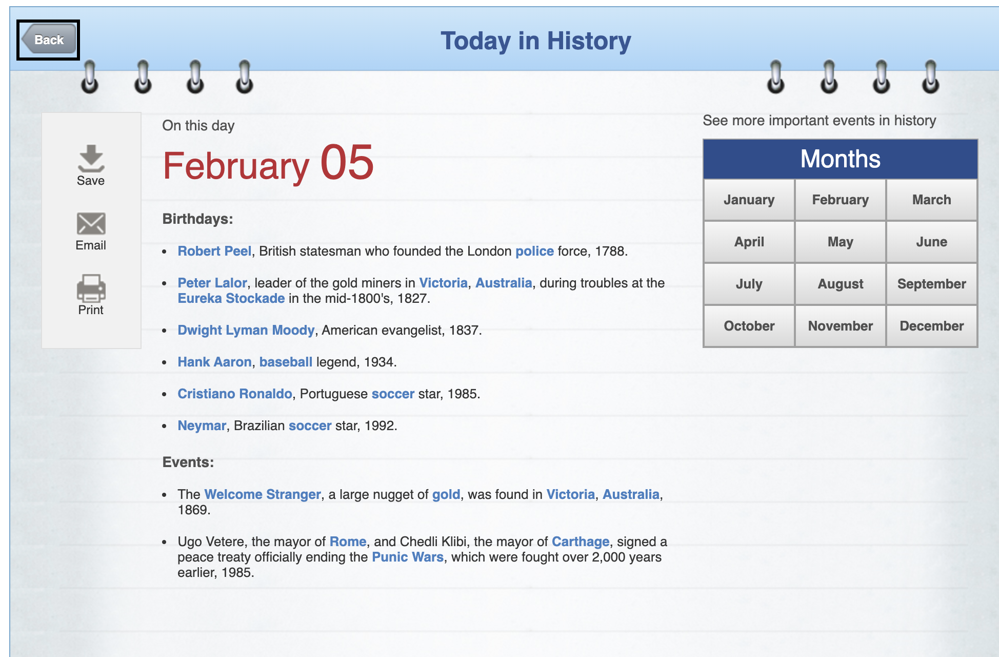 Back
Today in History
Save
Email
Print
On this day
February 05
Birthdays:
• Robert Peel, British statesman who founded the London police force, 1788.
• Peter Lalor, leader of the gold miners in Victoria, Australia, during troubles at the
Eureka Stockade in the mid-1800's, 1827.
• Dwight Lyman Moody, American evangelist, 1837.
• Hank Aaron, baseball legend, 1934.
• Cristiano Ronaldo, Portuguese soccer star, 1985.
• Neymar, Brazilian soccer star, 1992.
Events:
• The Welcome Stranger, a large nugget of gold, was found in Victoria, Australia,
1869.
• Ugo Vetere, the mayor of Rome, and Chedli Klibi, the mayor of Carthage, signed a
peace treaty officially ending the Punic Wars, which were fought over 2,000 years
earlier, 1985.
See more important events in history
Months
January February March
April May June
July August September
October November December